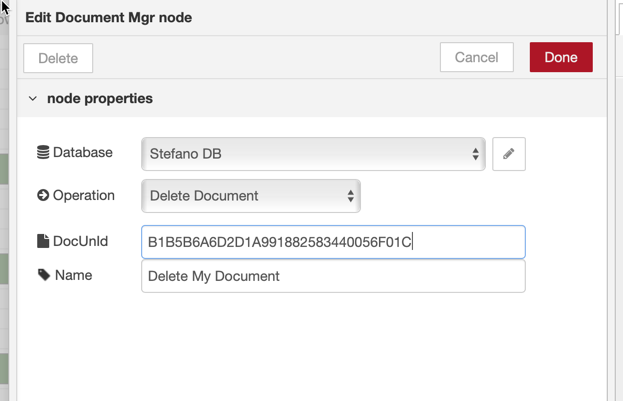 Edit Document Mgr node
Delete
Cancel
Done
node properties
Database
Stefano DB
Operation
Delete Document
DocUnId
B1B5B6A6D2D1A991882583440056F01C
Name
Delete My Document